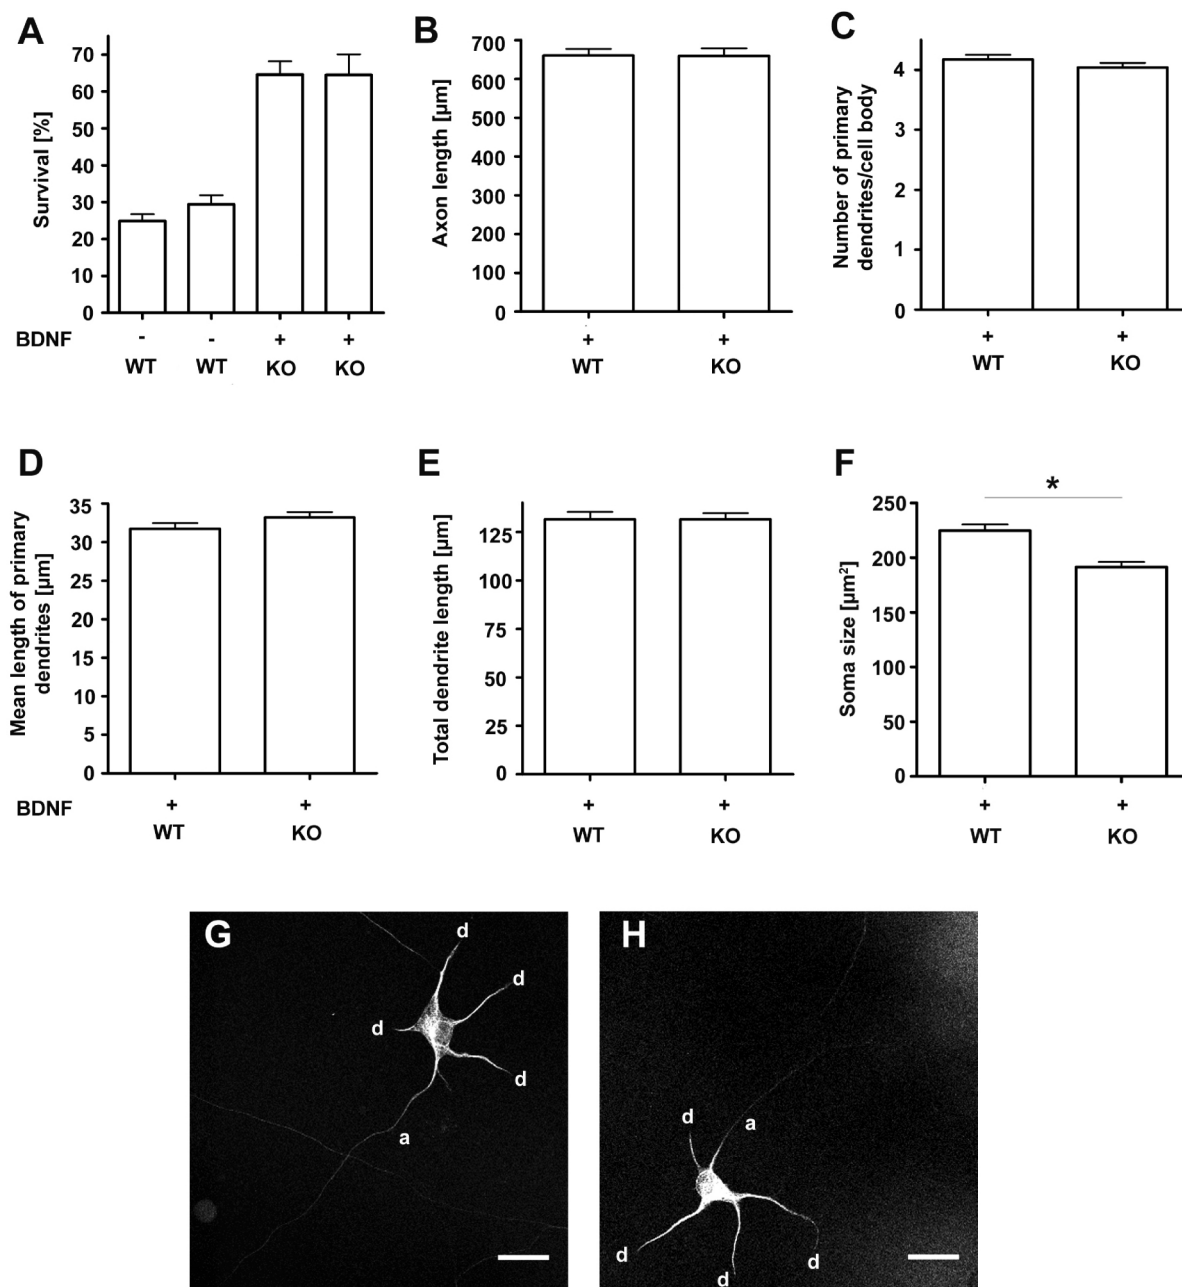 A
Survival [%]
70
60
50
40
30
20
10
0
BDNF - - + +
WT WT KO KO
B
Axon length [µm]
700
600
500
400
300
200
100
0
+ +
WT KO
C
Number of primary
dendrites/cell body
4
2
0
+ +
WT KO
D
Mean length of primary
dendrites [µm]
35
30
25
20
15
10
5
0
BDNF + +
WT KO
E
Total dendrite length [µm]
125
100
75
50
25
0
+ +
WT KO
F
Soma size [µm²]
250
200
150
100
50
0
*
+ +
WT KO
G
d
d
d
d
a
H
d
a
d
d
d